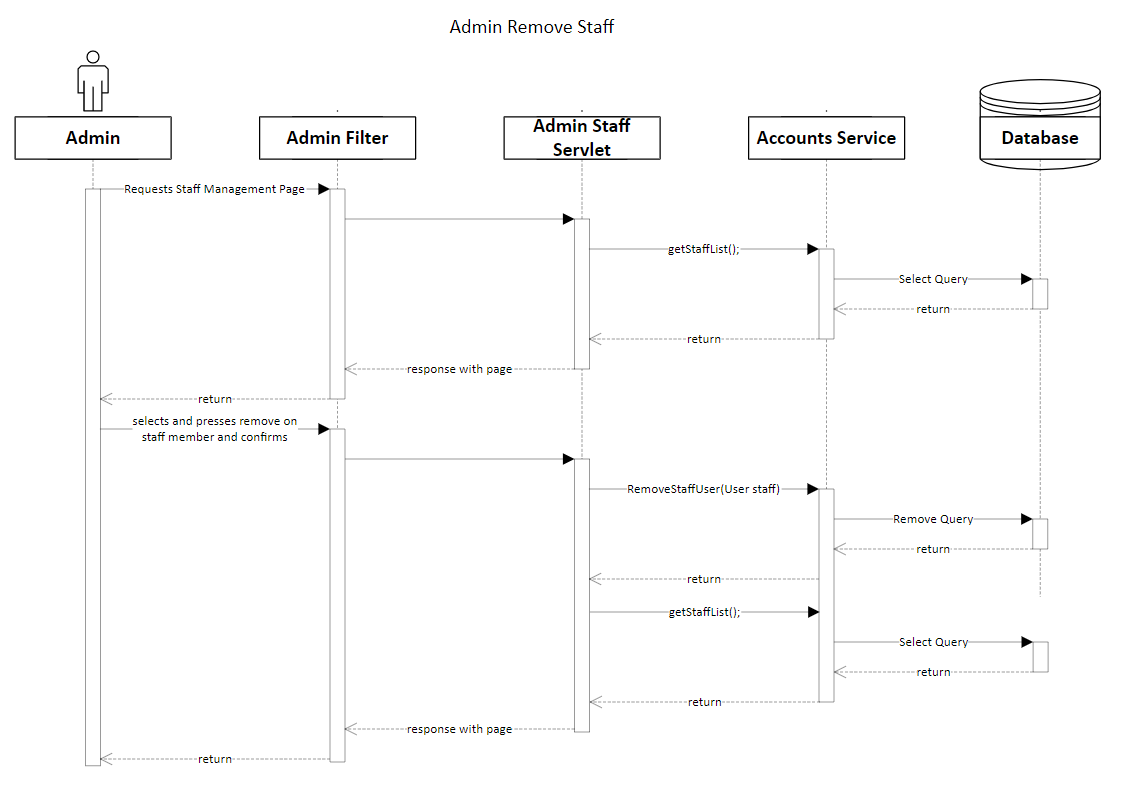 Admin Remove Staff
Admin
Admin Filter
Admin Staff
Servlet
Accounts Service
Database
Requests Staff Management Page
getStaffList();
Select Query
return
return
response with page
return
selects and presses remove on
staff member and confirms
RemoveStaffUser(User staff)
Remove Query
return
return
getStaffList();
Select Query
return
return
response with page
return